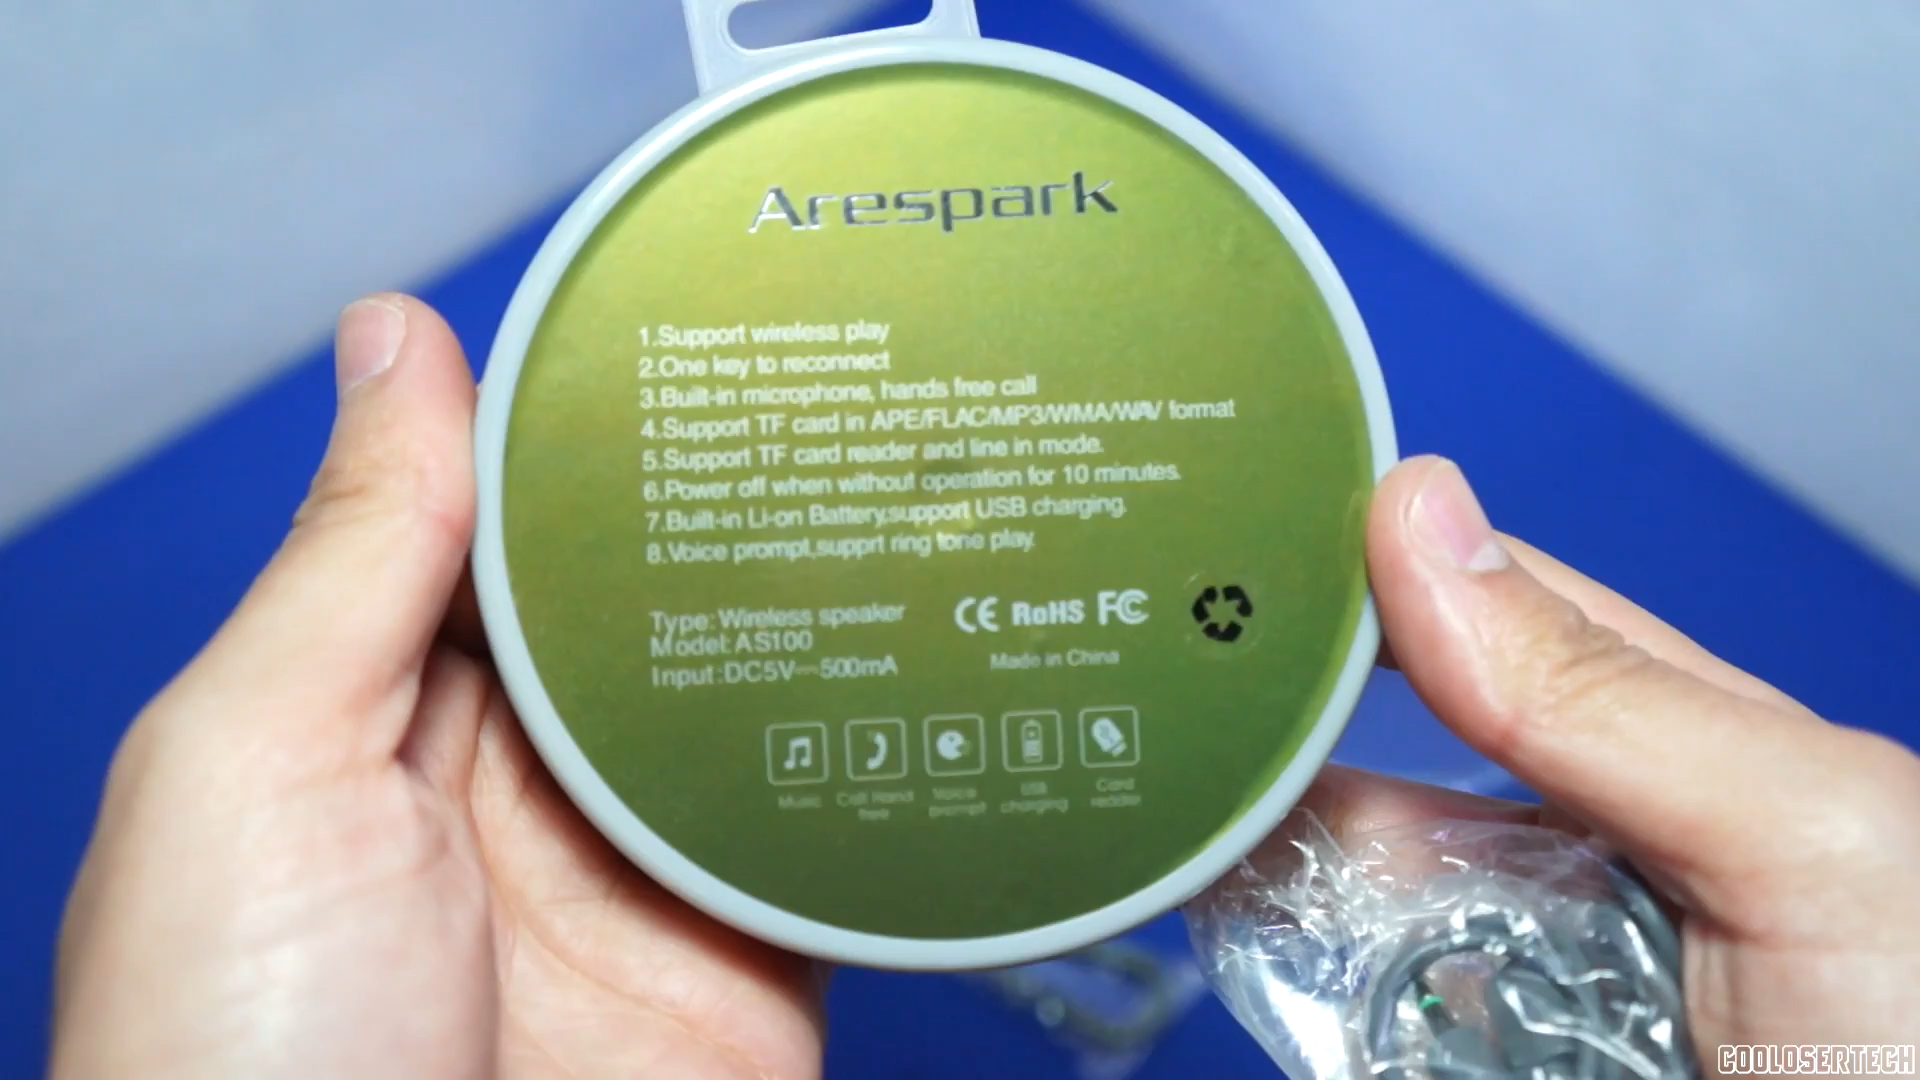 Arespark
1.Support wireless play
2.One key to reconnect
3.Built-in microphone, hands free call
4.Support TF card in APE/FLAC/MP3/WMA/WAV format
5.Support TF card reader and line in mode.
6.Power off when without operation for 10 minutes.
7.Built-in Li-on Battery,support USB charging.
8.Voice prompt,supprt ring tone play.
Type: Wireless speaker
Model: AS100
Input:DC5V⎓500mA
CE RoHS FC
Made in China
Music
Call Hand free
Voice prompt
USB charging
Card reader
COOLOSERTECH